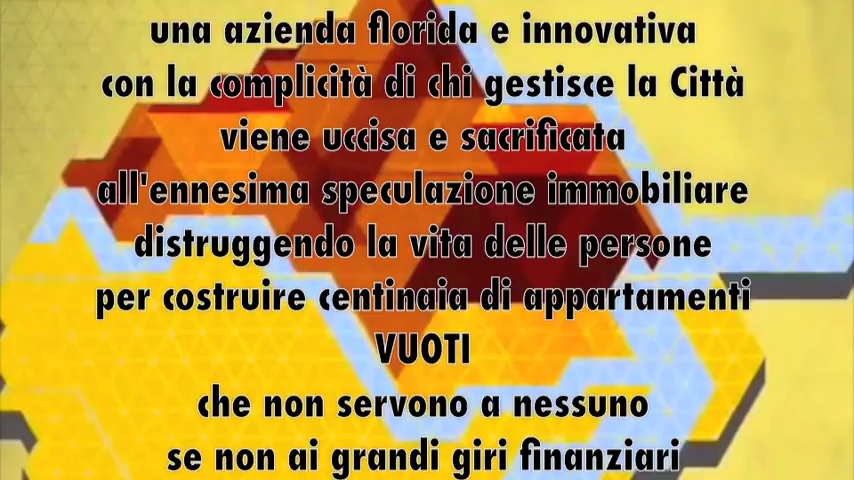 una azienda florida e innovativa
con la complicità di chi gestisce la Città
viene uccisa e sacrificata
all'ennesima speculazione immobiliare
distruggendo la vita delle persone
per costruire centinaia di appartamenti
VUOTI
che non servono a nessuno
se non ai grandi giri finanziari